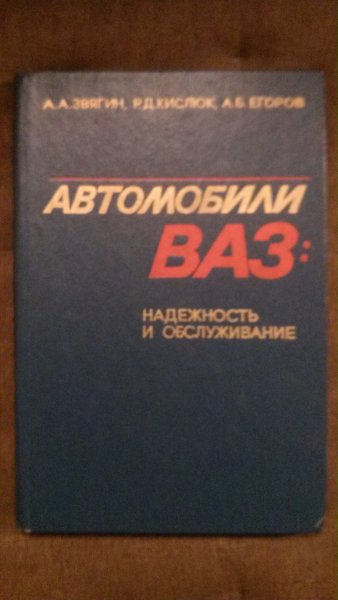 А.А.ЗВЯГИН, Р.Д.КИСЛЮК, А.Б.ЕГОРОВ
АВТОМОБИЛИ
ВАЗ:
НАДЕЖНОСТЬ
И ОБСЛУЖИВАНИЕ